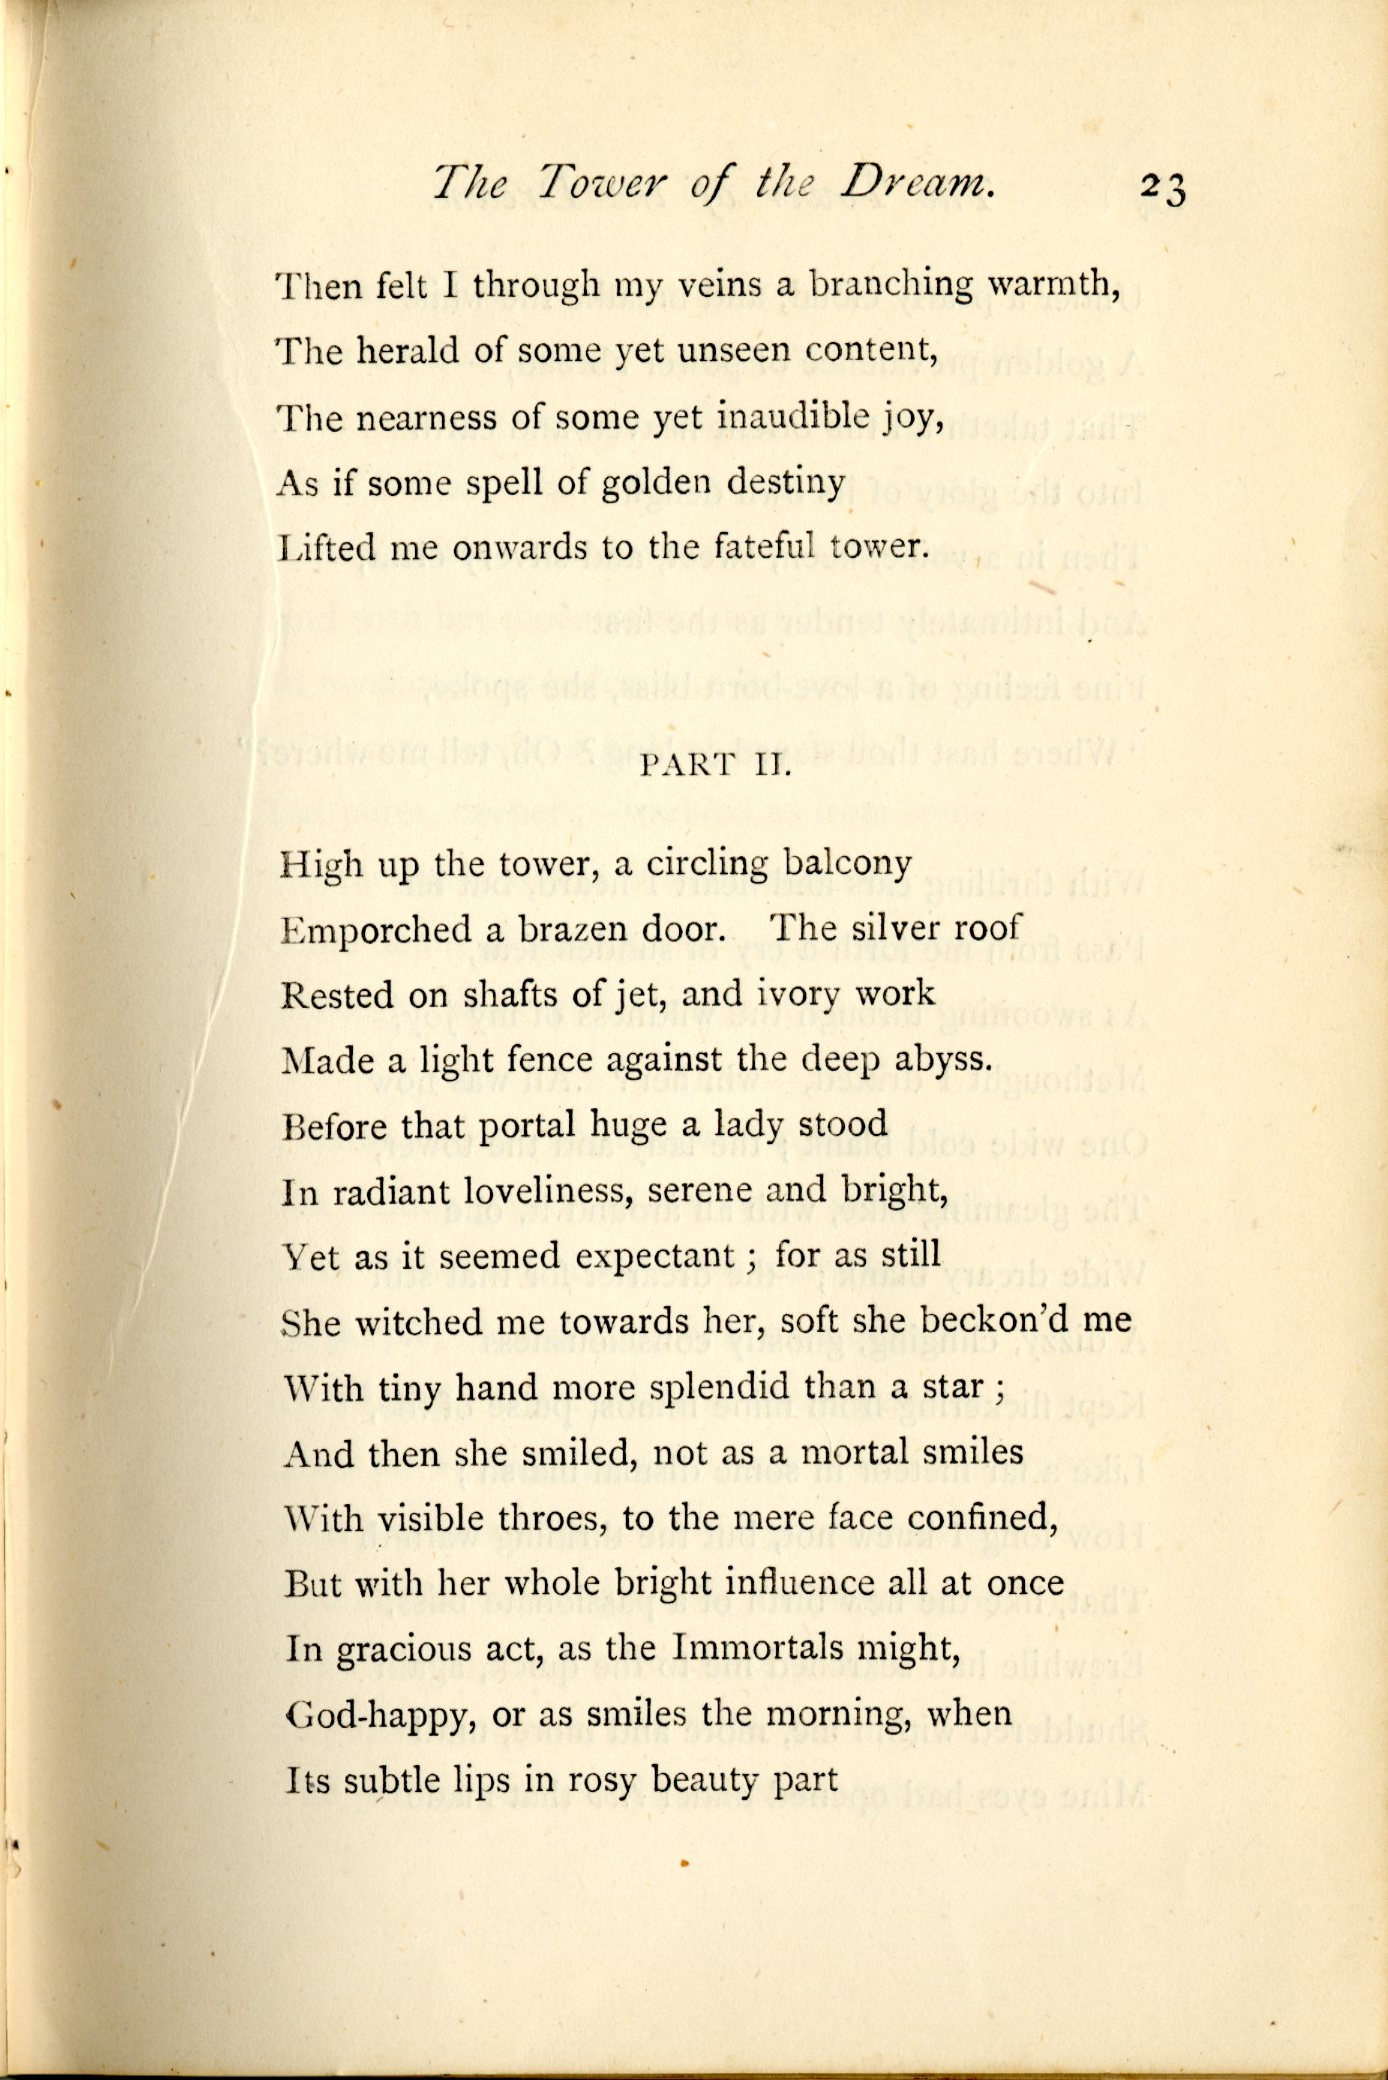 The Tower of the Dream. 23
Then felt I through my veins a branching warmth,
The herald of some yet unseen content,
The nearness of some yet inaudible joy,
As if some spell of golden destiny
Lifted me onwards to the fateful tower.
PART II.
High up the tower, a circling balcony
Emporched a brazen door. The silver roof
Rested on shafts of jet, and ivory work
Made a light fence against the deep abyss.
Before that portal huge a lady stood
In radiant loveliness, serene and bright,
Yet as it seemed expectant ; for as still
She witched me towards her, soft she beckon’d me
With tiny hand more splendid than a star ;
And then she smiled, not as a mortal smiles
With visible throes, to the mere face confined,
But with her whole bright influence all at once
In gracious act, as the Immortals might,
God-happy, or as smiles the morning, when
Its subtle lips in rosy beauty part